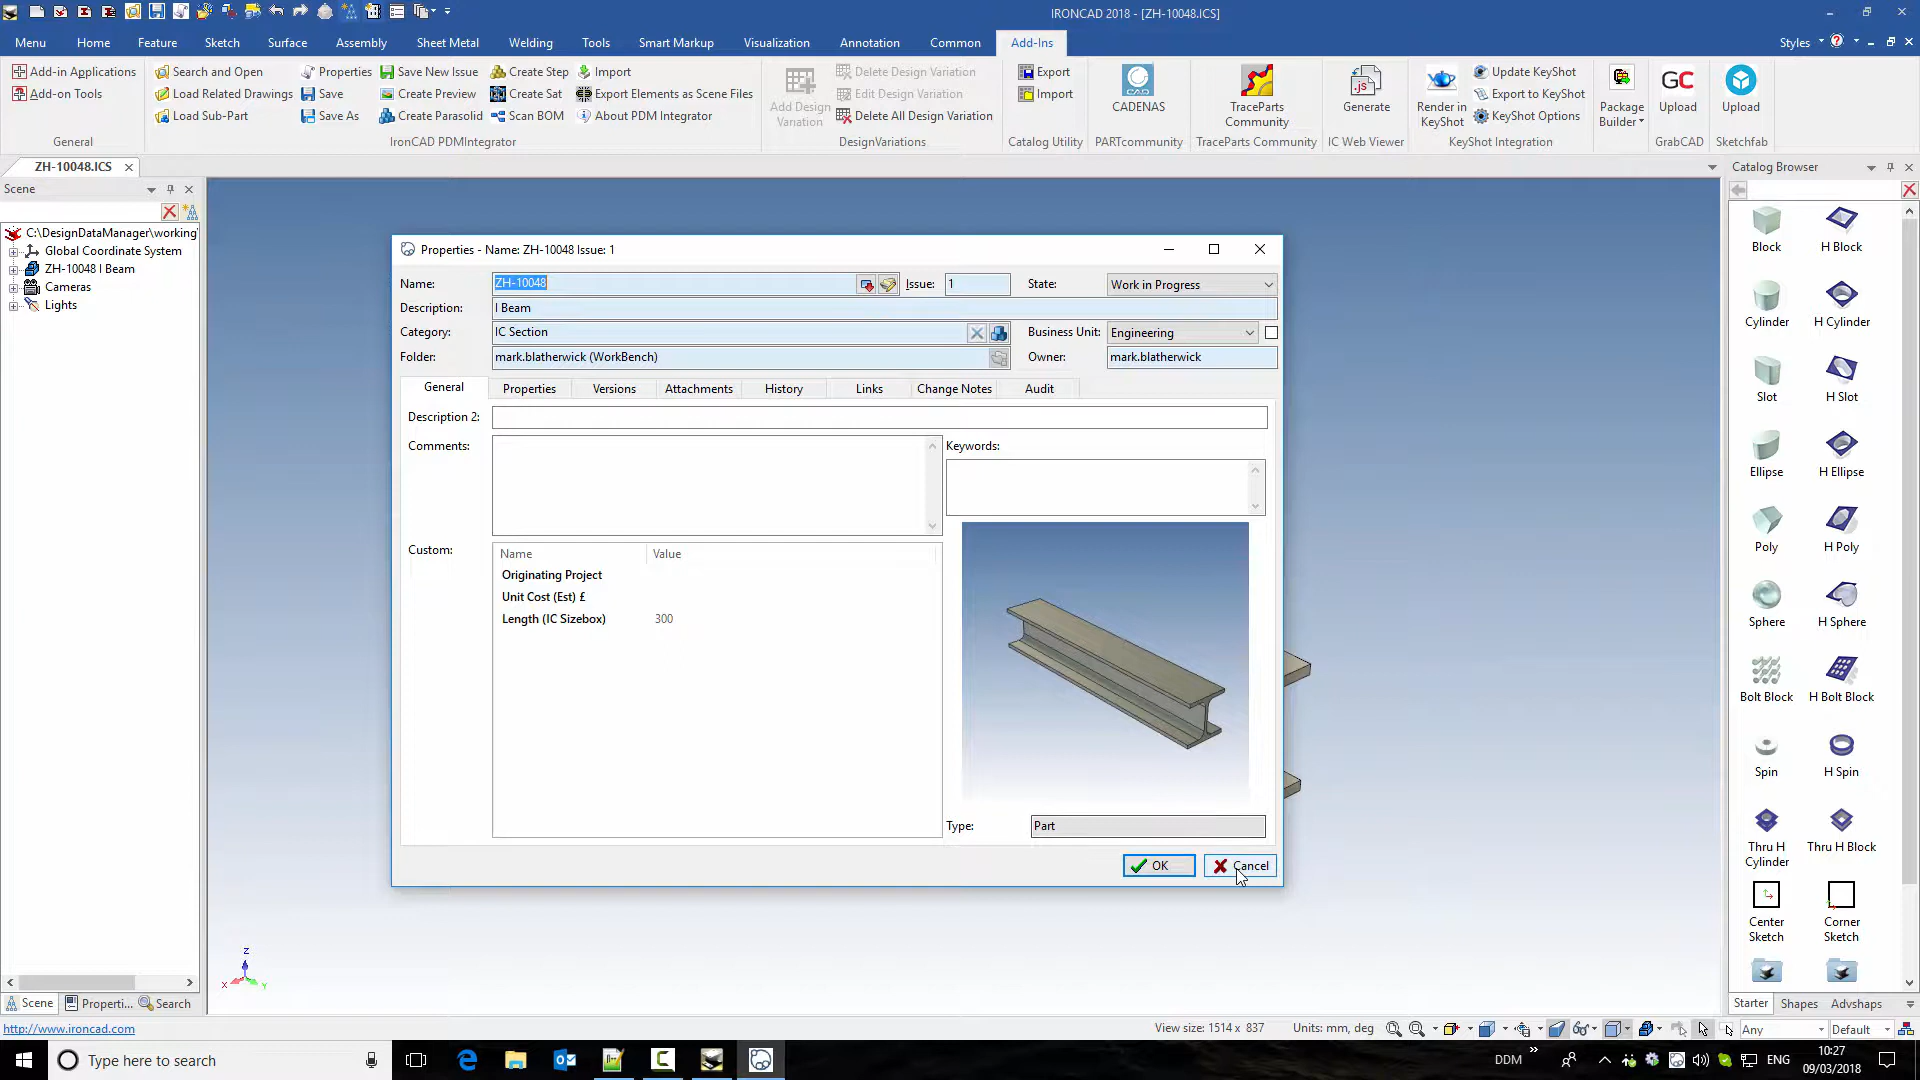 IRONCAD 2018 - [ZH-10048.ICS]
Menu Home Feature Sketch Surface Assembly Sheet Metal Welding Tools Smart Markup Visualization Annotation Common Add-Ins Styles
Add-in Applications Search and Open Properties Save New Issue Create Step Import Delete Design Variation Export Update KeyShot
Add-on Tools Load Related Drawings Save Create Preview Create Sat Export Elements as Scene Files Edit Design Variation Import Export to KeyShot
Load Sub-Part Save As Create Parasolid Scan BOM About PDM Integrator Delete All Design Variation KeyShot Options
Add Design Variation CADENAS TraceParts Community .js Generate Render in KeyShot Package Builder GC Upload Upload
General IronCAD PDMIntegrator DesignVariations Catalog Utility PARTcommunity TraceParts Community IC Web Viewer KeyShot Integration GrabCAD Sketchfab
ZH-10048.ICS
Catalog Browser
Scene
C:\DesignDataManager\working
Global Coordinate System
ZH-10048 I Beam
Cameras
Lights
Properties - Name: ZH-10048 Issue: 1
Name: ZH-10048 Issue: 1 State: Work in Progress
Description: I Beam
Category: IC Section Business Unit: Engineering
Folder: mark.blatherwick (WorkBench) Owner: mark.blatherwick
General Properties Versions Attachments History Links Change Notes Audit
Description 2:
Comments: Keywords:
Custom: Name Value
Originating Project
Unit Cost (Est) £
Length (IC Sizebox) 300
Type: Part
OK Cancel
Block H Block
Cylinder H Cylinder
Slot H Slot
Ellipse H Ellipse
Poly H Poly
Sphere H Sphere
Bolt Block H Bolt Block
Spin H Spin
Thru H Cylinder Thru H Block
Center Sketch Corner Sketch
Z
X Y
Scene Properti... Search
Starter Shapes Advshaps
http://www.ironcad.com
View size: 1514 x 837 Units: mm, deg Any Default
Type here to search
DDM ENG 10:27
09/03/2018